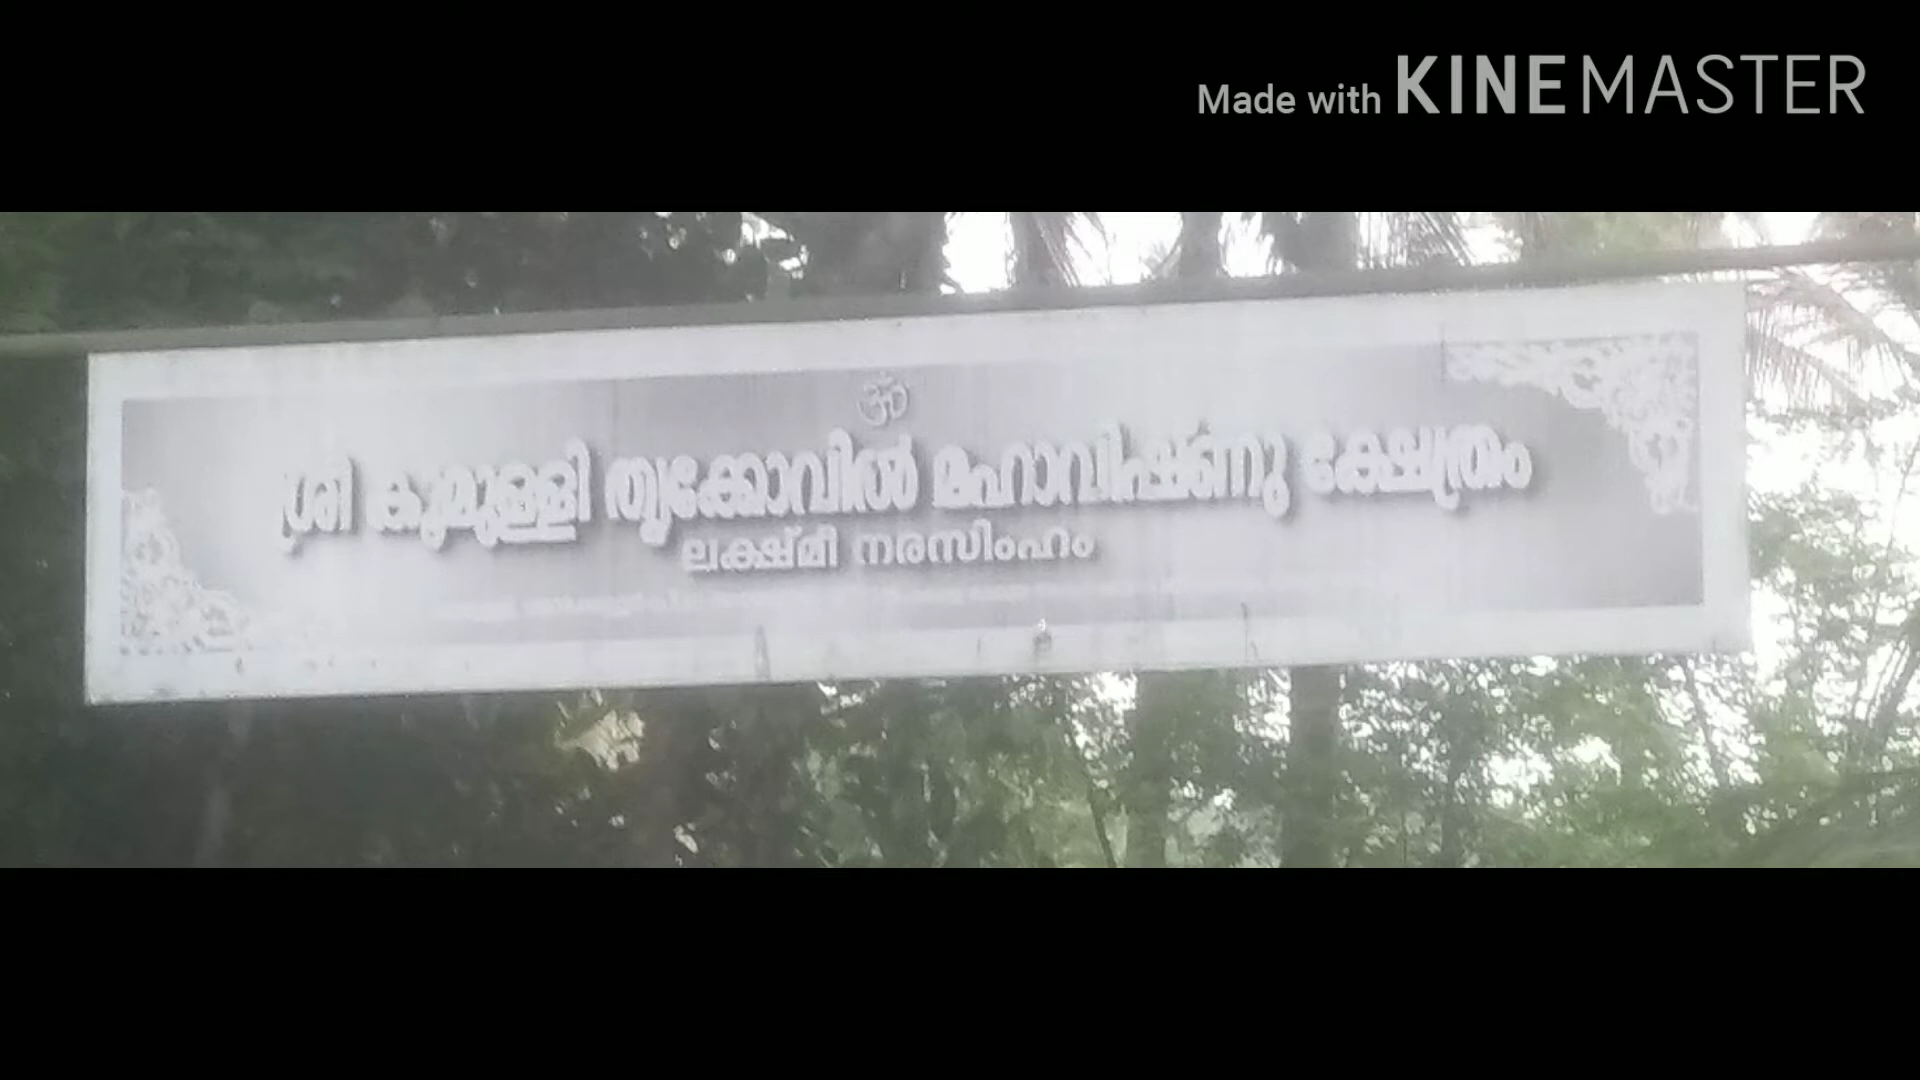 Made with KINEMASTER
ॐ
ശ്രീ കുമുള്ളി തൃക്കോവിൽ മഹാവിഷ്ണു ക്ഷേത്രം
ലക്ഷ്മീ നരസിംഹം